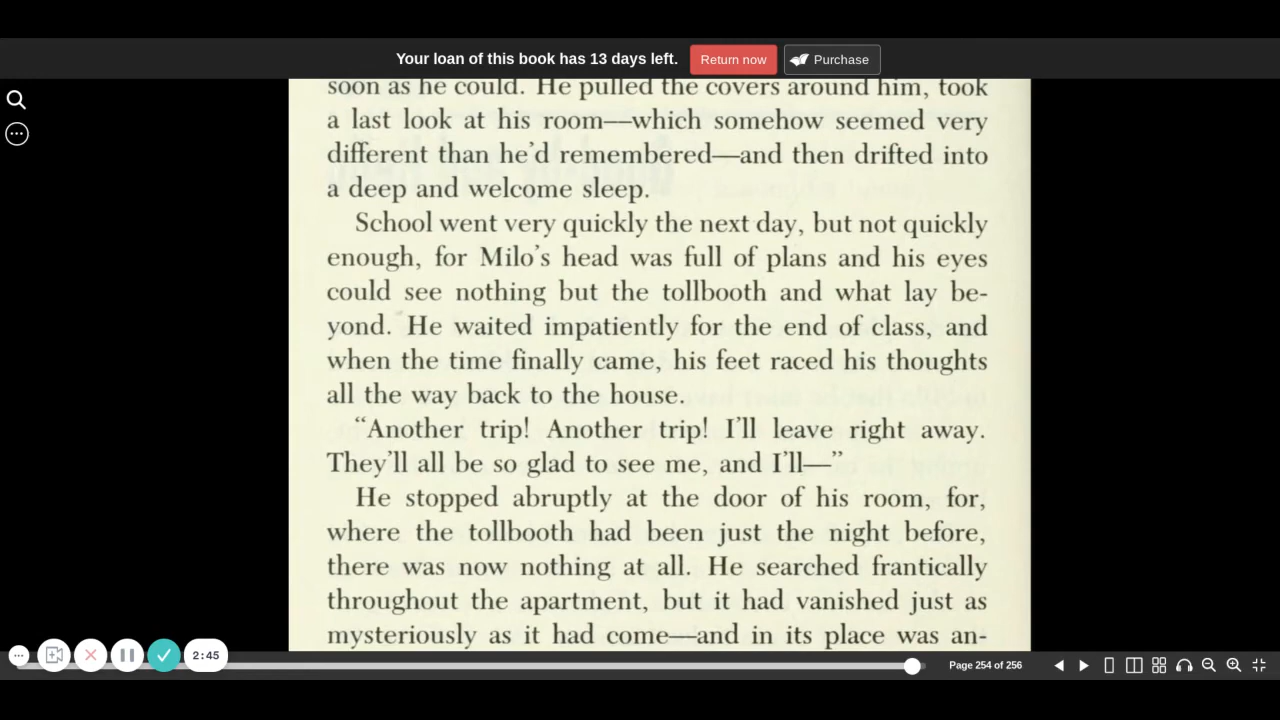 Your loan of this book has 13 days left. Return now Purchase
soon as he could. He pulled the covers around him, took
a last look at his room—which somehow seemed very
different than he'd remembered—and then drifted into
a deep and welcome sleep.
School went very quickly the next day, but not quickly
enough, for Milo's head was full of plans and his eyes
could see nothing but the tollbooth and what lay be-
yond. He waited impatiently for the end of class, and
when the time finally came, his feet raced his thoughts
all the way back to the house.
“Another trip! Another trip! I'll leave right away.
They'll all be so glad to see me, and I'll—”
He stopped abruptly at the door of his room, for,
where the tollbooth had been just the night before,
there was now nothing at all. He searched frantically
throughout the apartment, but it had vanished just as
mysteriously as it had come—and in its place was an-
2:45
Page 254 of 256